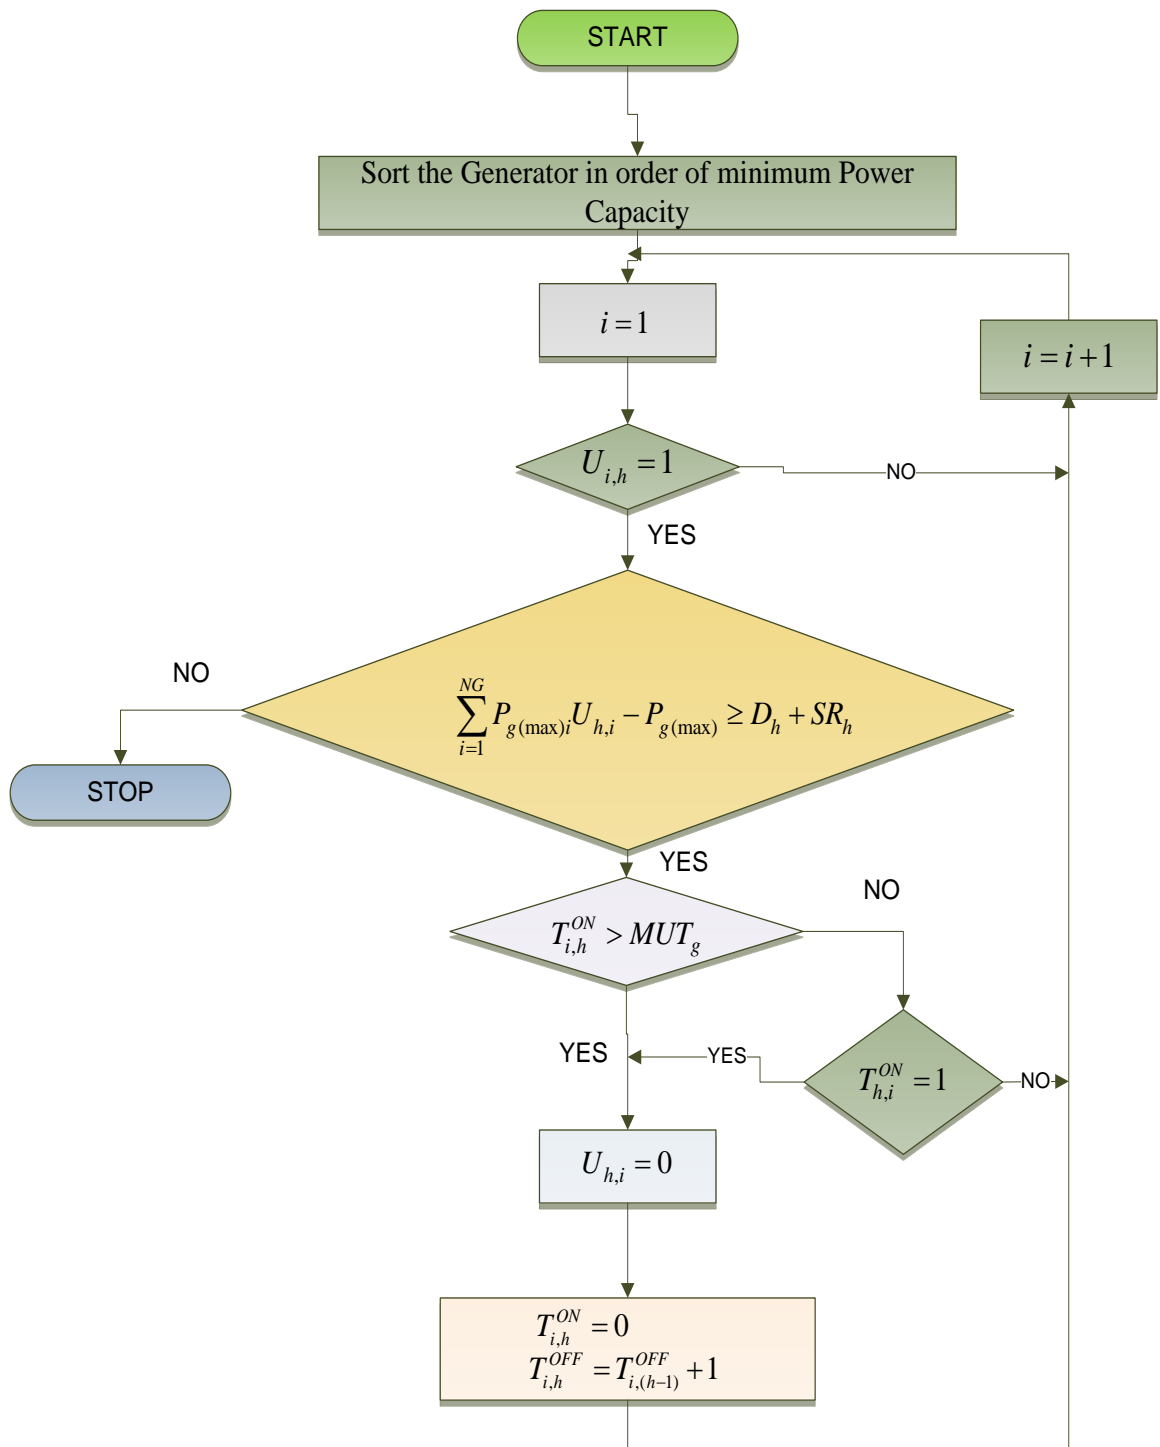 START
Sort the Generator in order of minimum Power
Capacity
i = 1
i = i + 1
U_{i,h} = 1
NO
YES
NO
\sum_{i=1}^{NG} P_{g(max)i} U_{h,i} − P_{g(max)} ≥ D_h + SR_h
STOP
YES
NO
T_{i,h}^{ON} > MUT_g
YES
YES
T_{h,i}^{ON} = 1
NO
U_{h,i} = 0
T_{i,h}^{ON} = 0
T_{i,h}^{OFF} = T_{i,(h−1)}^{OFF} + 1